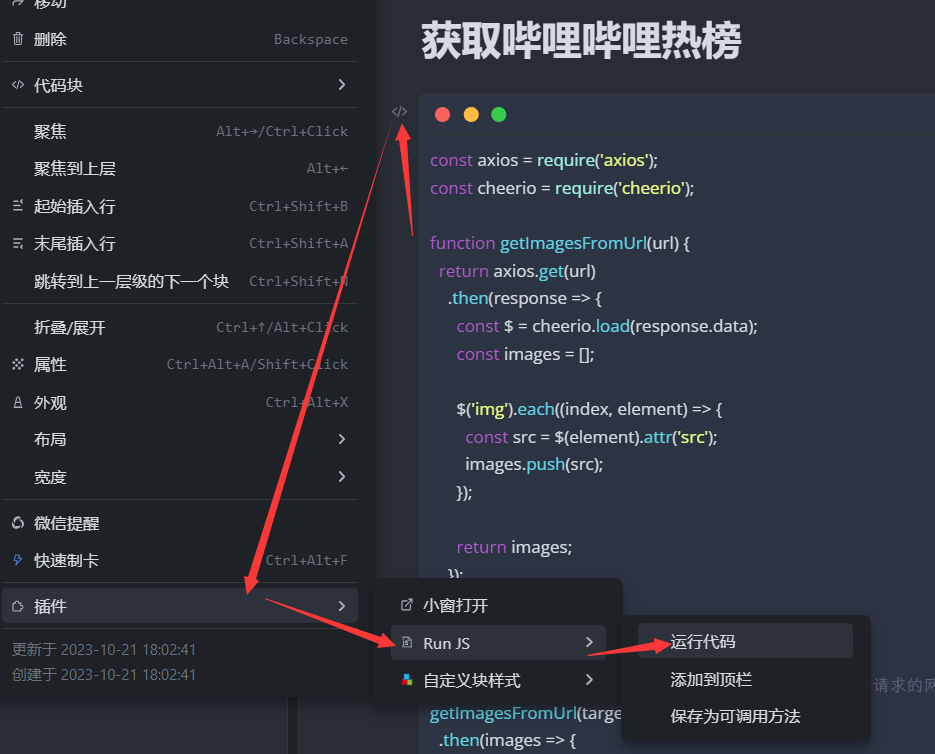 移动
删除 Backspace
代码块
聚焦 Alt+→/Ctrl+Click
聚焦到上层 Alt+←
起始插入行 Ctrl+Shift+B
末尾插入行 Ctrl+Shift+A
跳转到上一层级的下一个块 Ctrl+Shift+N
折叠/展开 Ctrl+↑/Alt+Click
属性 Ctrl+Alt+A/Shift+Click
外观 Ctrl+Alt+X
布局
宽度
微信提醒
快速制卡 Ctrl+Alt+F
插件
更新于 2023-10-21 18:02:41
创建于 2023-10-21 18:02:41
小窗打开
Run JS
自定义块样式
运行代码
添加到顶栏
保存为可调用方法
获取哔哩哔哩热榜
</>
const axios = require('axios');
const cheerio = require('cheerio');
function getImagesFromUrl(url) {
return axios.get(url)
.then(response => {
const $ = cheerio.load(response.data);
const images = [];
$('img').each((index, element) => {
const src = $(element).attr('src');
images.push(src);
});
return images;
});
请求的网
getImagesFromUrl(targe
.then(images => {